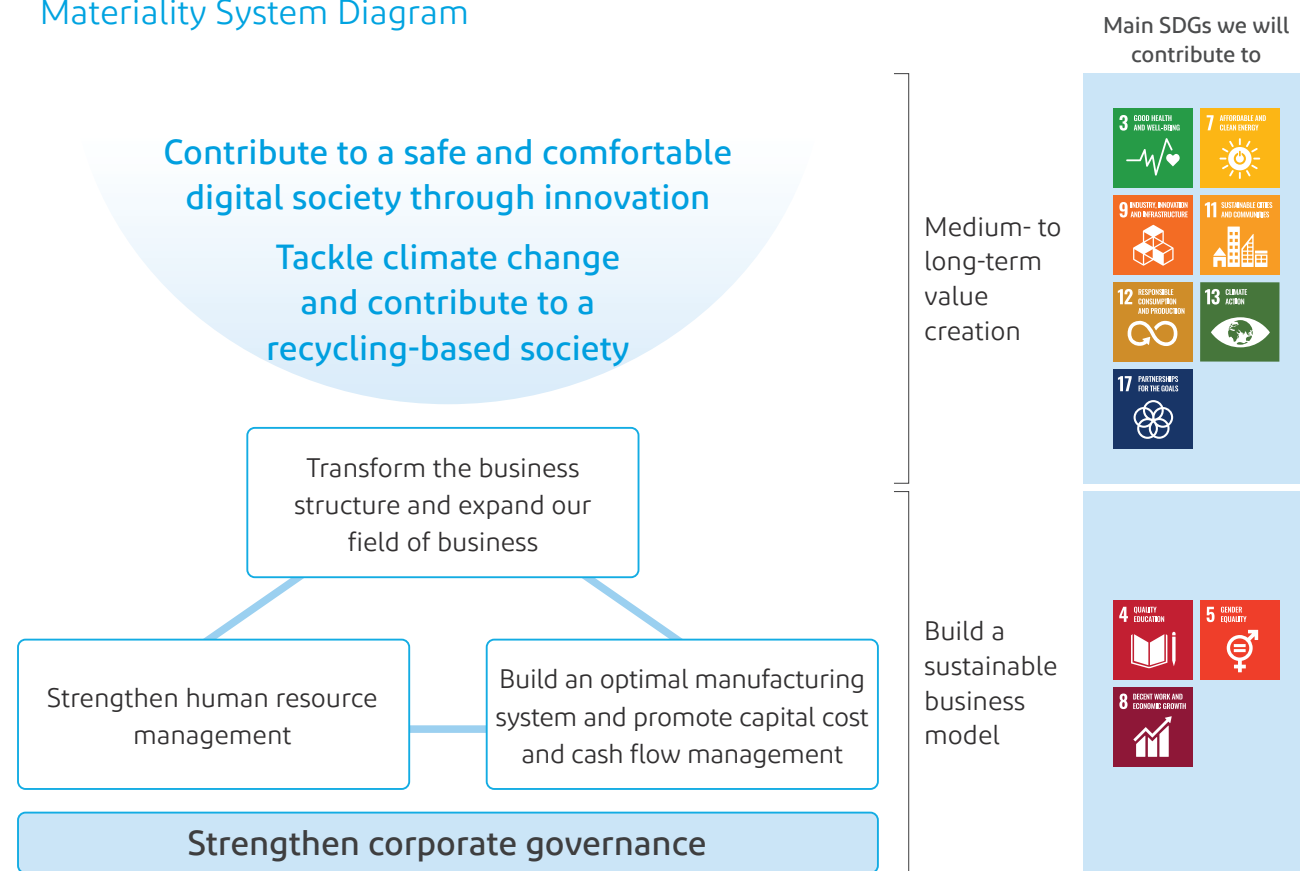 Materiality System Diagram
Main SDGs we will
contribute to
Contribute to a safe and comfortable
digital society through innovation
Tackle climate change
and contribute to a
recycling-based society
Medium- to
long-term
value
creation
3 GOOD HEALTH
AND WELL-BEING
7 AFFORDABLE AND
CLEAN ENERGY
9 INDUSTRY, INNOVATION
AND INFRASTRUCTURE
11 SUSTAINABLE CITIES
AND COMMUNITIES
12 RESPONSIBLE
CONSUMPTION
AND PRODUCTION
13 CLIMATE
ACTION
17 PARTNERSHIPS
FOR THE GOALS
Transform the business
structure and expand our
field of business
Strengthen human resource
management
Build an optimal manufacturing
system and promote capital cost
and cash flow management
Strengthen corporate governance
Build a
sustainable
business
model
4 QUALITY
EDUCATION
5 GENDER
EQUALITY
8 DECENT WORK AND
ECONOMIC GROWTH